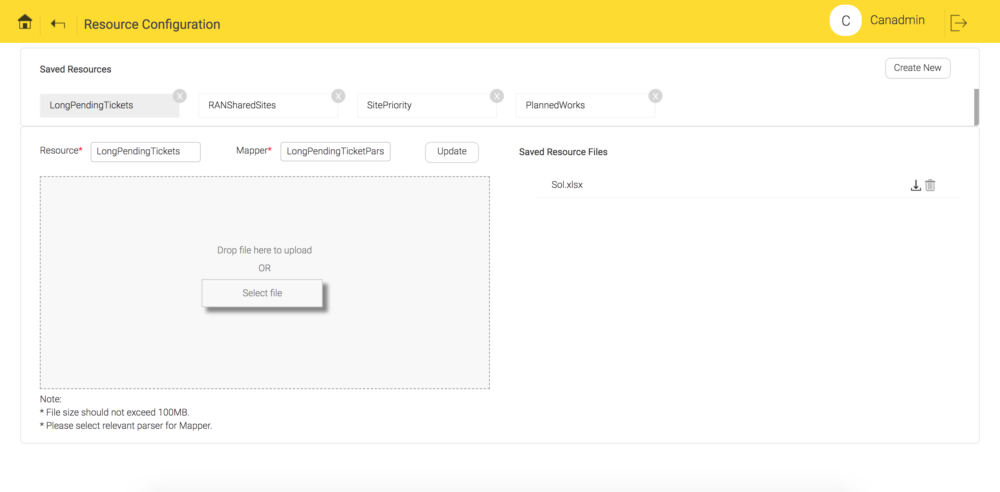 Resource Configuration
C Canadmin
Saved Resources
Create New
LongPendingTickets X RANSharedSites X SitePriority X PlannedWorks X
Resource* LongPendingTickets Mapper* LongPendingTicketPars Update
Saved Resource Files
Sol.xlsx
Drop file here to upload
OR
Select file
Note:
* File size should not exceed 100MB.
* Please select relevant parser for Mapper.